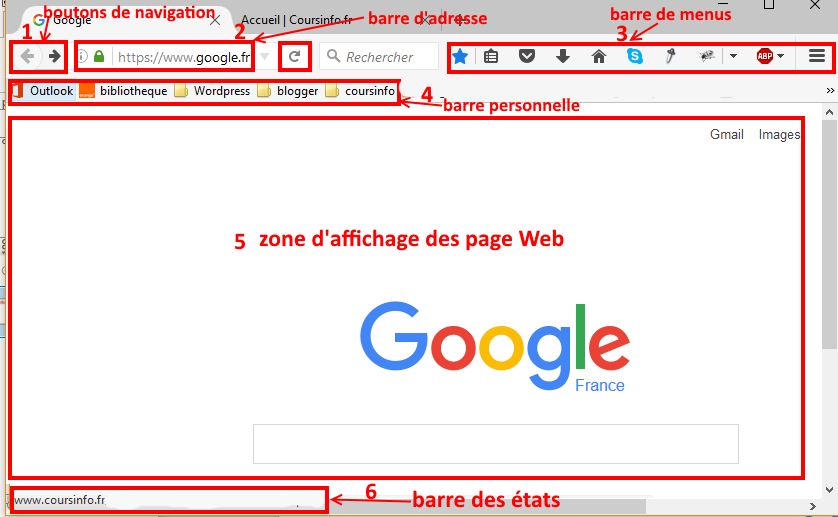 boutons de navigation
Google
1
2
Accueil | Coursinfo.fr
barre d'adresse
barre de menus
3
https://www.google.fr
Rechercher
ABP
Outlook
bibliotheque
Wordpress
blogger
coursinfo
4
barre personnelle
Gmail Images
5 zone d'affichage des page Web
Google
France
6
www.coursinfo.fr
barre des états